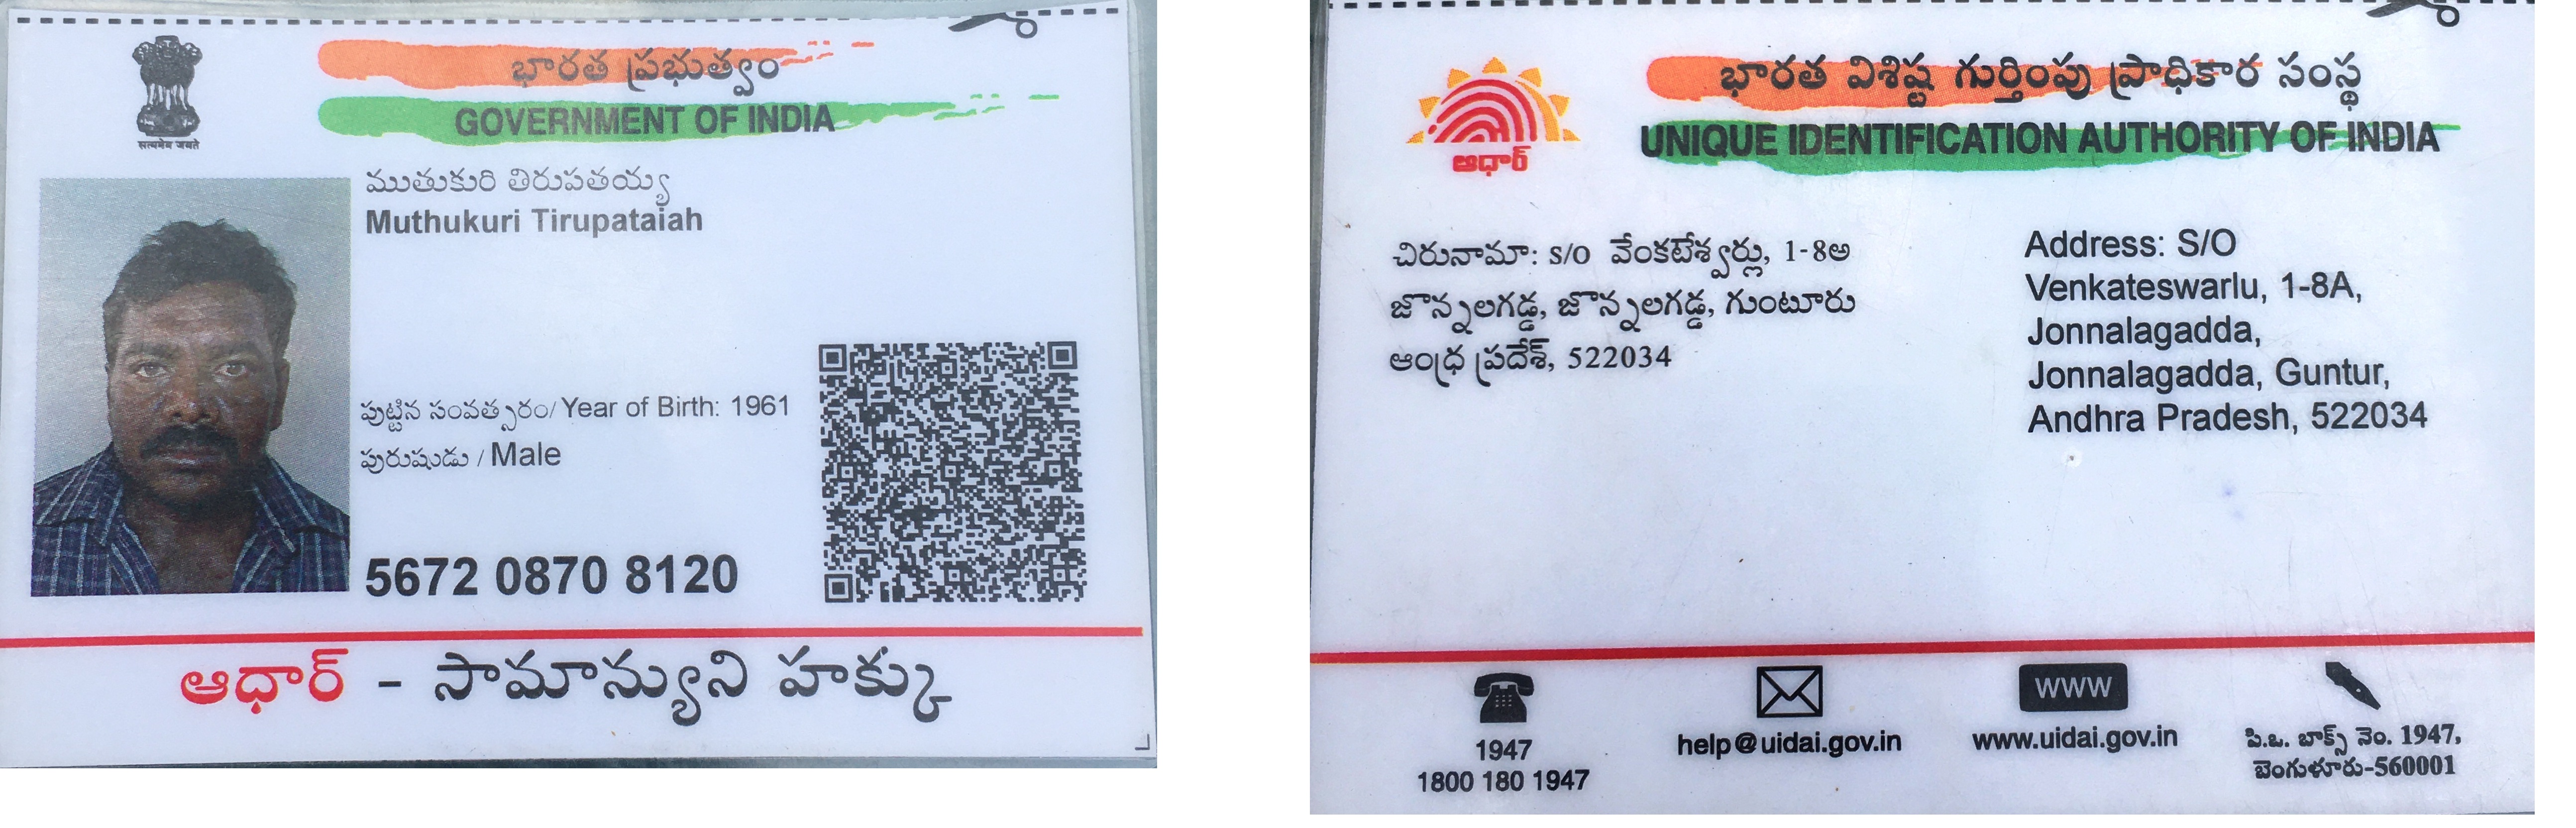 భారత ప్రభుత్వం
GOVERNMENT OF INDIA
सत्यमेव जयते
ముతుకురి తిరుపతయ్య
Muthukuri Tirupataiah
పుట్టిన సంవత్సరం/ Year of Birth: 1961
పురుషుడు / Male
5672 0870 8120
ఆధార్ - సామాన్యుని హక్కు
భారత విశిష్ట గుర్తింపు ప్రాధికార సంస్థ
UNIQUE IDENTIFICATION AUTHORITY OF INDIA
ఆధార్
చిరునామా: S/O వేంకటేశ్వర్లు, 1-8అ
జొన్నలగడ్డ, జొన్నలగడ్డ, గుంటూరు
ఆంధ్ర ప్రదేశ్, 522034
Address: S/O
Venkateswarlu, 1-8A,
Jonnalagadda,
Jonnalagadda, Guntur,
Andhra Pradesh, 522034
1947
1800 180 1947
help@uidai.gov.in
WWW
www.uidai.gov.in
పి.ఒ. బాక్స్ నెం. 1947,
బెంగుళూరు-560001